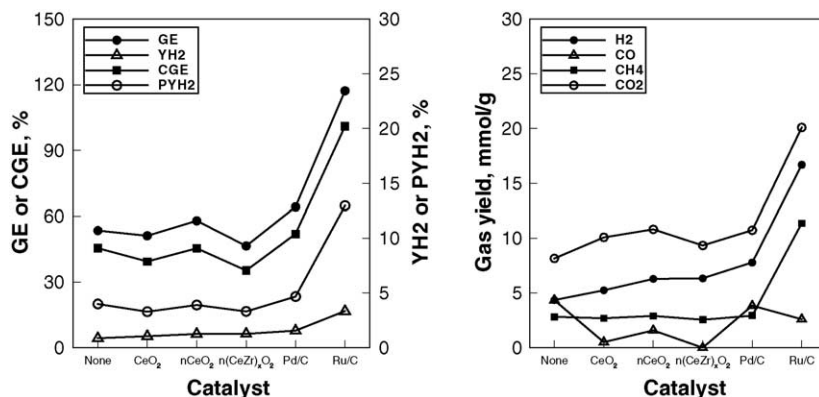 150
120
90
60
30
0
GE or CGE, %
GE
YH2
CGE
PYH2
30
25
20
15
10
5
0
YH2 or PYH2, %
None CeO₂ nCeO₂ n(CeZr)ₓO₂ Pd/C Ru/C
Catalyst
30
25
20
15
10
5
0
Gas yield, mmol/g
H2
CO
CH4
CO2
None CeO₂ nCeO₂ n(CeZr)ₓO₂ Pd/C Ru/C
Catalyst